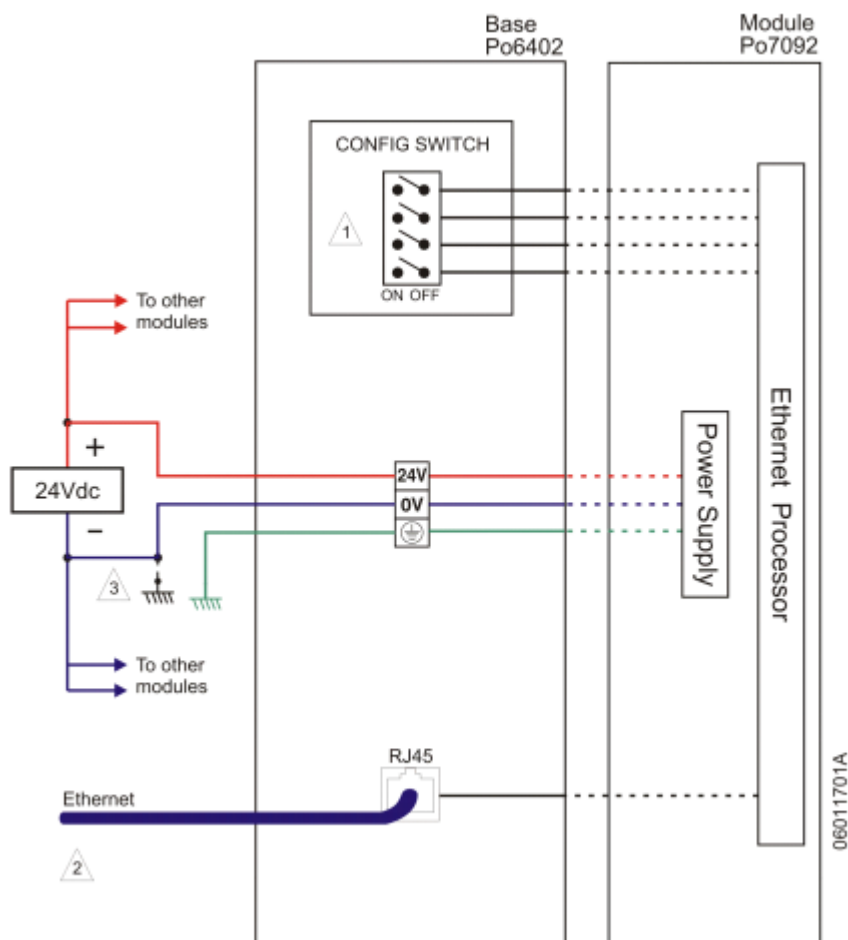 Base
Po6402
Module
Po7092
CONFIG SWITCH
1
ON OFF
To other
modules
+
24Vdc
−
24V
0V
3
To other
modules
Power Supply
Ethernet Processor
RJ45
Ethernet
2
06011701A